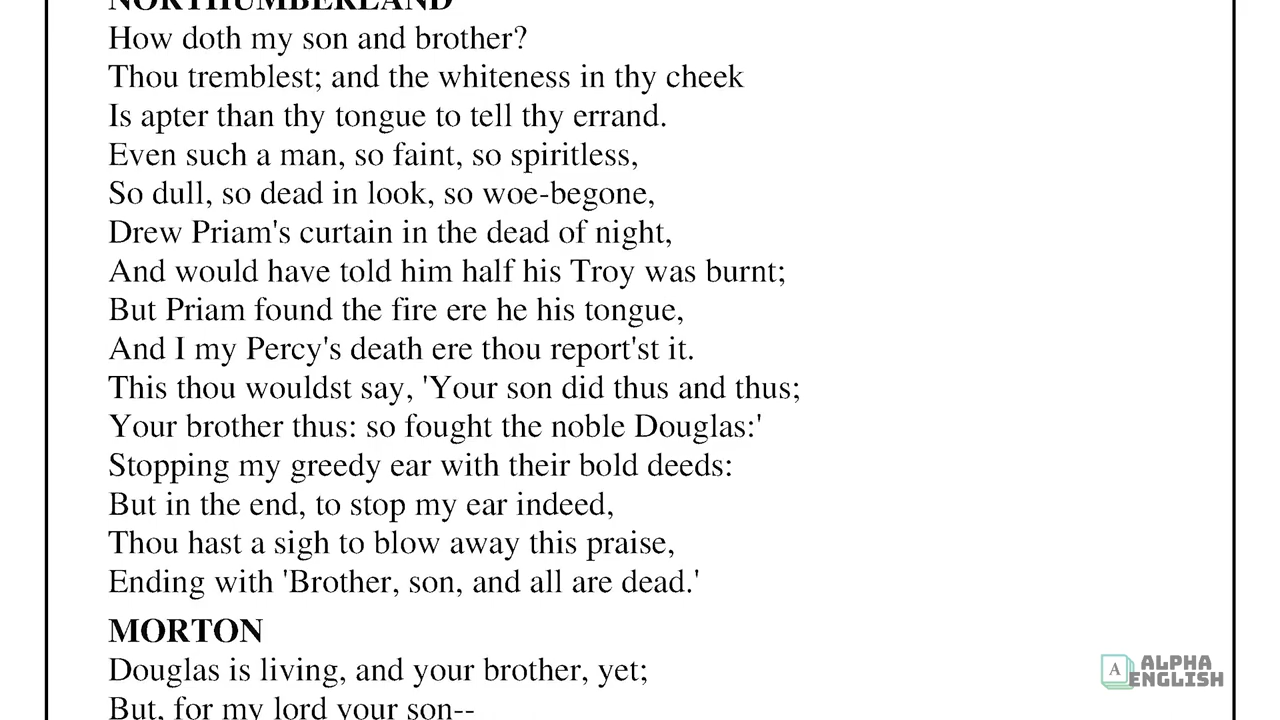 NORTHUMBERLAND
How doth my son and brother?
Thou tremblest; and the whiteness in thy cheek
Is apter than thy tongue to tell thy errand.
Even such a man, so faint, so spiritless,
So dull, so dead in look, so woe-begone,
Drew Priam's curtain in the dead of night,
And would have told him half his Troy was burnt;
But Priam found the fire ere he his tongue,
And I my Percy's death ere thou report'st it.
This thou wouldst say, 'Your son did thus and thus;
Your brother thus: so fought the noble Douglas:'
Stopping my greedy ear with their bold deeds:
But in the end, to stop my ear indeed,
Thou hast a sigh to blow away this praise,
Ending with 'Brother, son, and all are dead.'
MORTON
Douglas is living, and your brother, yet;
But, for my lord your son--
A ALPHA
ENGLISH